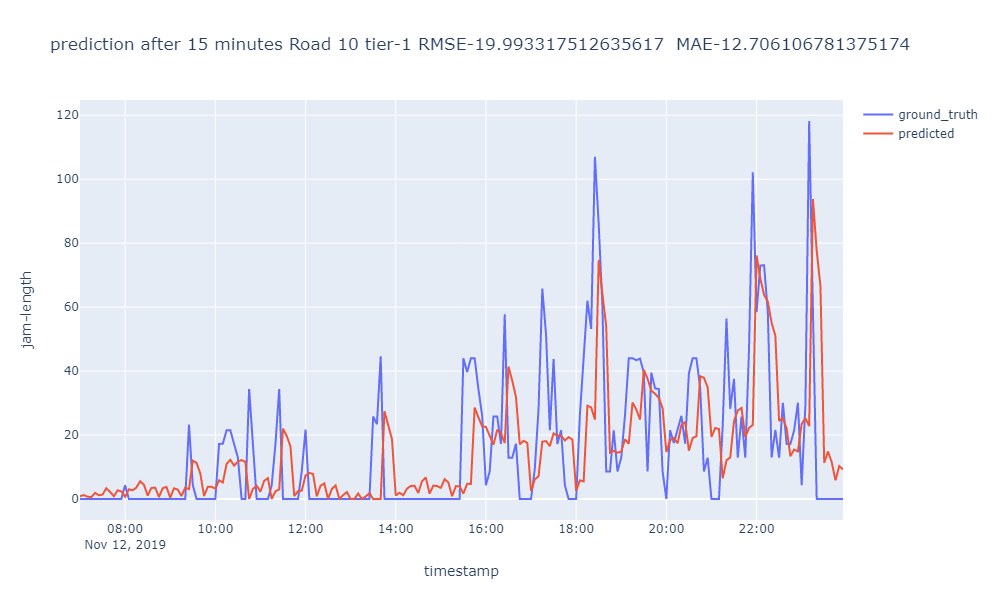 prediction after 15 minutes Road 10 tier-1 RMSE-19.993317512635617  MAE-12.706106781375174
ground_truth
predicted
jam-length
120
100
80
60
40
20
0
08:00 10:00 12:00 14:00 16:00 18:00 20:00 22:00
Nov 12, 2019
timestamp